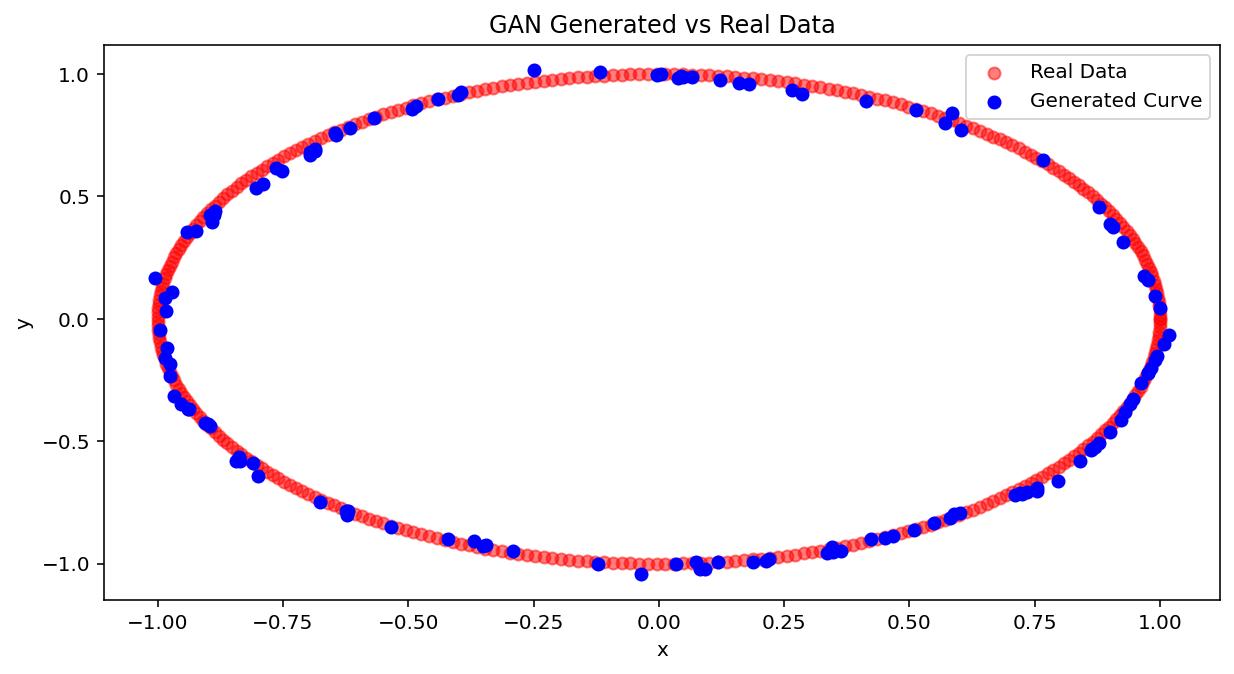 GAN Generated vs Real Data
Real Data
Generated Curve
1.0
0.5
0.0
−0.5
−1.0
y
−1.00 −0.75 −0.50 −0.25 0.00 0.25 0.50 0.75 1.00
x